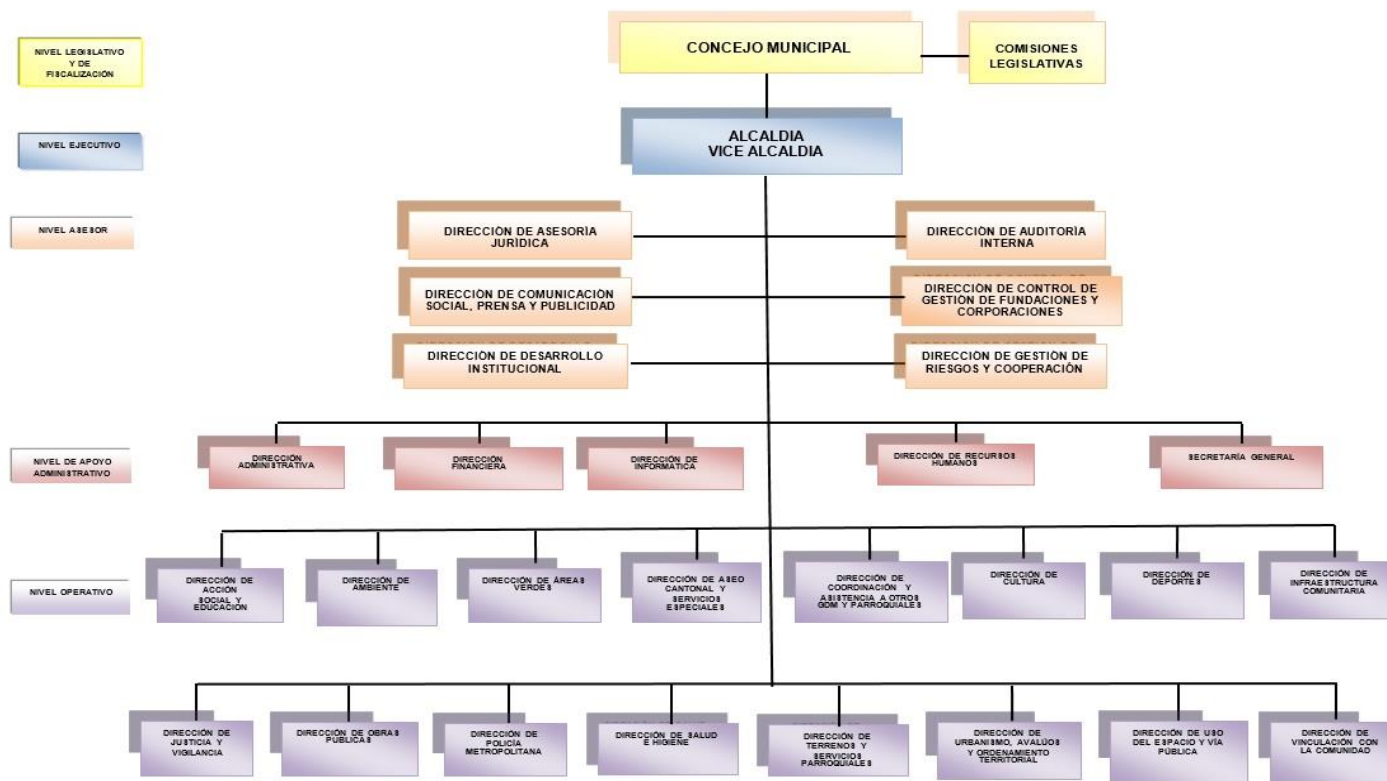 CONCEJO MUNICIPAL
COMISIONES
LEGISLATIVAS
NIVEL LEGISLATIVO
Y DE
FISCALIZACIÓN
NIVEL EJECUTIVO
ALCALDIA
VICE ALCALDIA
NIVEL ASESOR
DIRECCIÓN DE ASESORÍA
JURÍDICA
DIRECCIÓN DE AUDITORÍA
INTERNA
DIRECCIÓN DE COMUNICACIÓN
SOCIAL, PRENSA Y PUBLICIDAD
DIRECCIÓN DE CONTROL DE
GESTIÓN DE FUNDACIONES Y
CORPORACIONES
DIRECCIÓN DE DESARROLLO
INSTITUCIONAL
DIRECCIÓN DE GESTIÓN DE
RIESGOS Y COOPERACIÓN
NIVEL DE APOYO
ADMINISTRATIVO
DIRECCIÓN
ADMINISTRATIVA
DIRECCIÓN
FINANCIERA
DIRECCIÓN DE
INFORMATICA
DIRECCIÓN DE RECURSOS
HUMANOS
SECRETARÍA GENERAL
NIVEL OPERATIVO
DIRECCIÓN DE
ACCIÓN
SOCIAL Y
EDUCACIÓN
DIRECCIÓN DE
AMBIENTE
DIRECCIÓN DE ÁREAS
VERDES
DIRECCIÓN DE ASEO
CANTONAL Y
SERVICIOS
ESPECIALES
DIRECCIÓN DE
COORDINACIÓN Y
ASISTENCIA A OTROS
GDM Y PARROQUIALES
DIRECCIÓN DE
CULTURA
DIRECCIÓN DE
DEPORTES
DIRECCIÓN DE
INFRAESTRUCTURA
COMUNITARIA
DIRECCIÓN DE
JUSTICIA Y
VIGILANCIA
DIRECCIÓN DE OBRAS
PUBLICAS
DIRECCIÓN DE
POLICÍA
METROPOLITANA
DIRECCIÓN DE SALUD
E HIGIENE
DIRECCIÓN DE
TERRENOS Y
SERVICIOS
PARROQUIALES
DIRECCIÓN DE
URBANISMO, AVALÚOS
Y ORDENAMIENTO
TERRITORIAL
DIRECCIÓN DE USO
DEL ESPACIO Y VÍA
PÚBLICA
DIRECCIÓN DE
VINCULACIÓN CON
LA COMUNIDAD